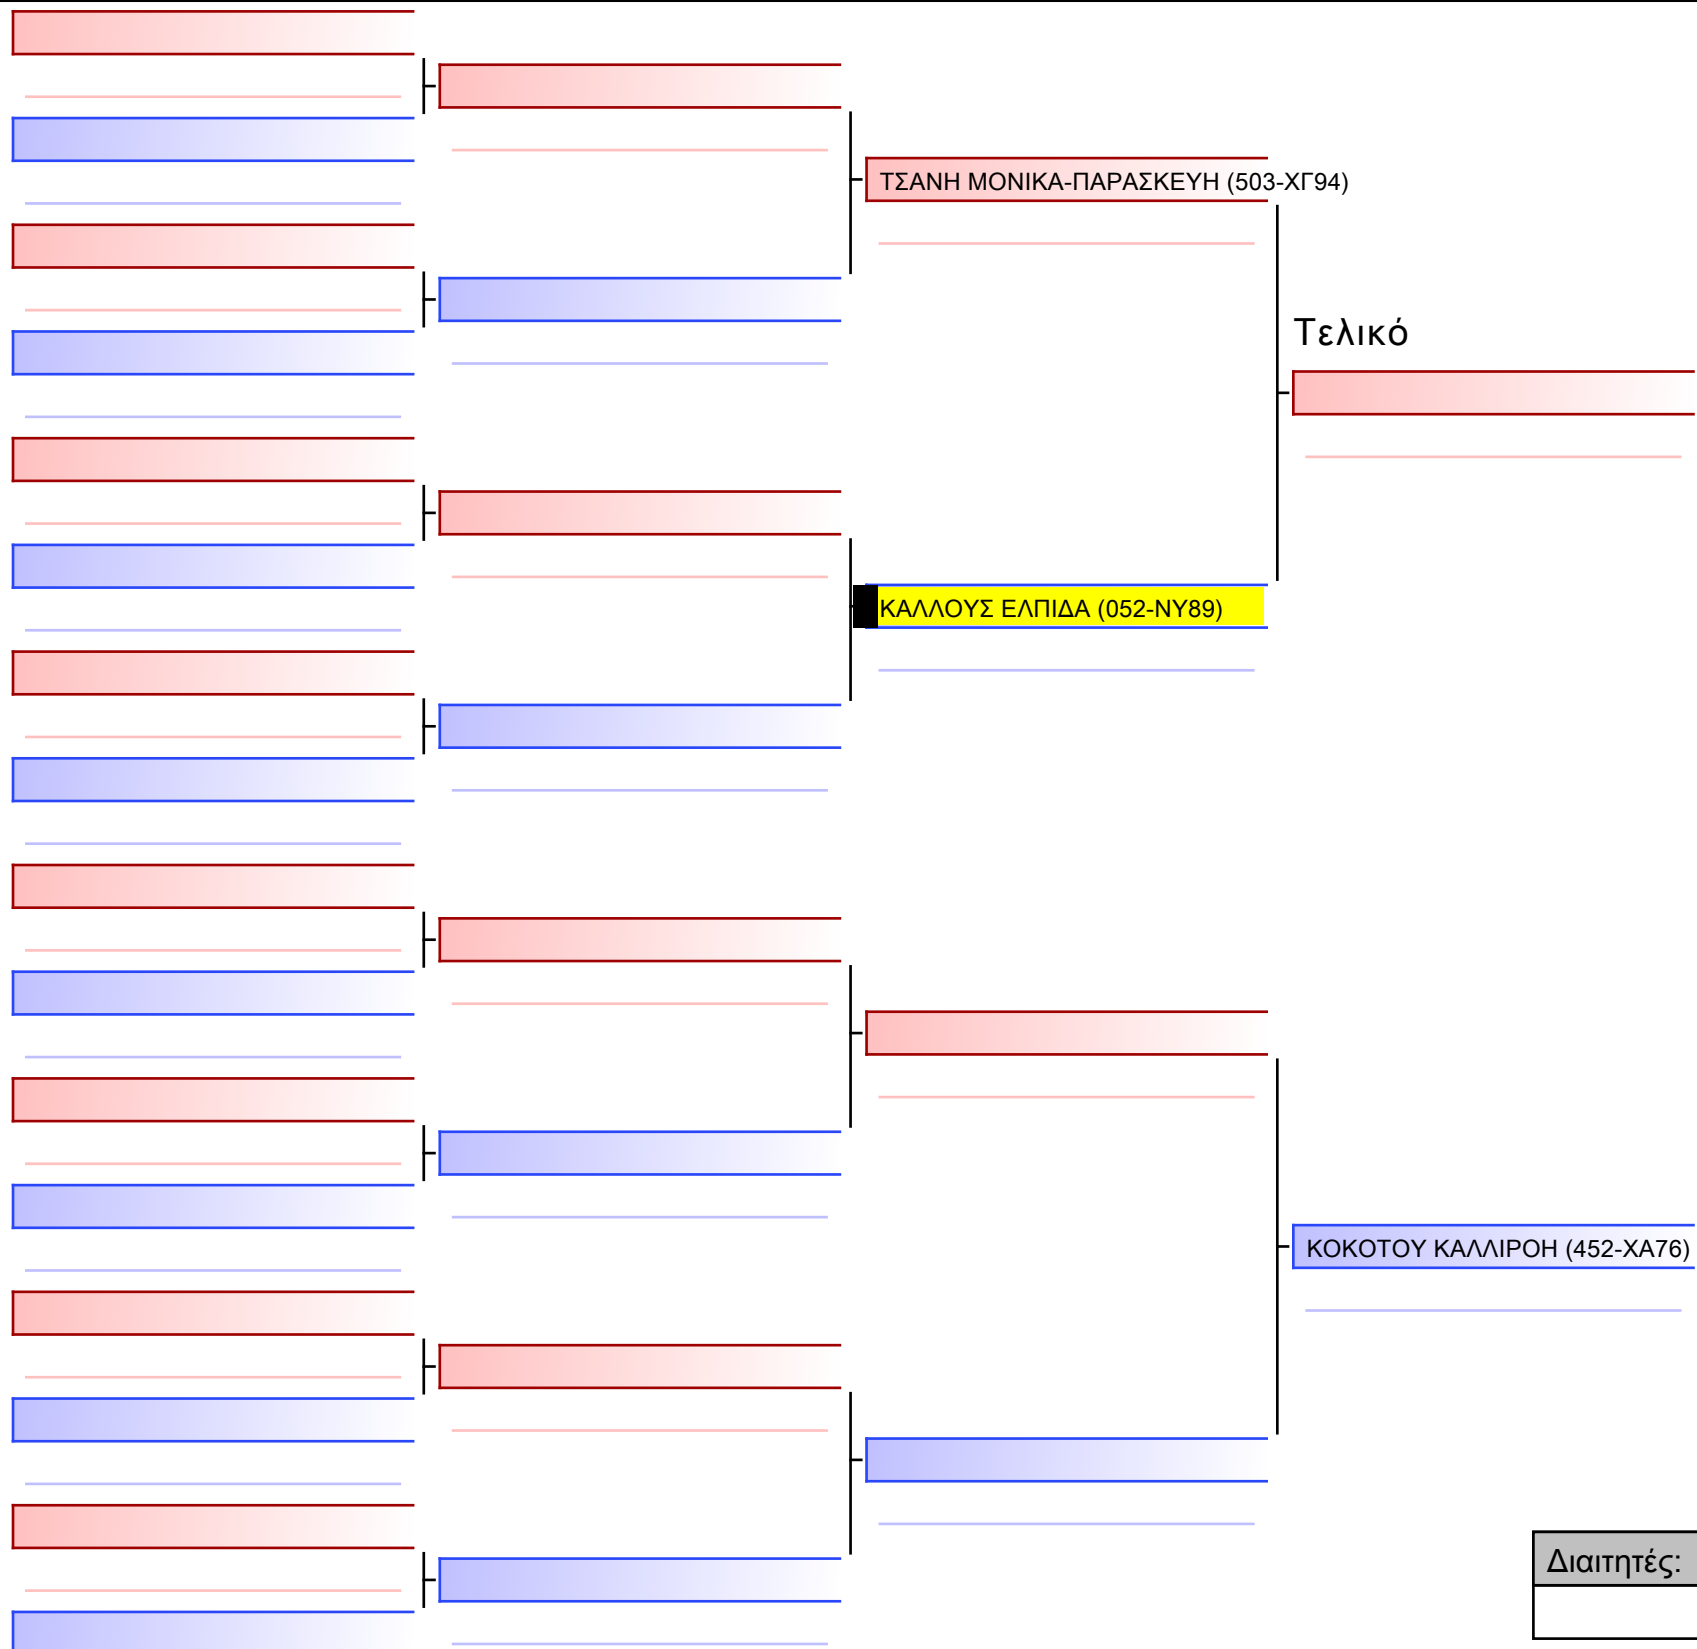 ΤΣΑΝΗ ΜΟΝΙΚΑ-ΠΑΡΑΣΚΕΥΗ (503-ΧΓ94)
Τελικό
ΚΑΛΛΟΥΣ ΕΛΠΙΔΑ (052-ΝΥ89)
ΚΟΚΟΤΟΥ ΚΑΛΛΙΡΟΗ (452-ΧΑ76)
Διαιτητές: